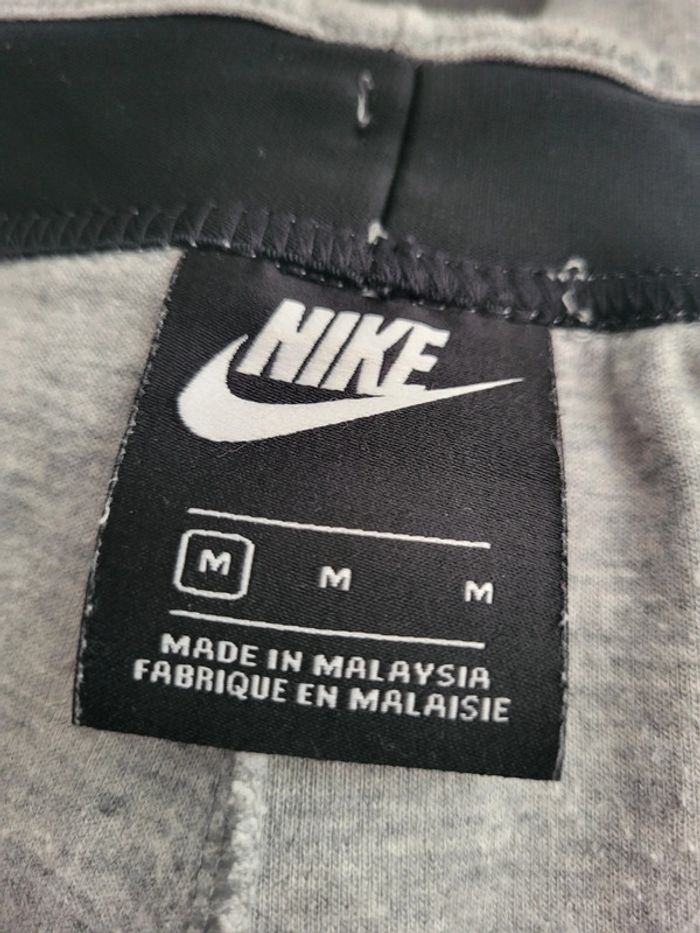 NIKE
M M M
MADE IN MALAYSIA
FABRIQUE EN MALAISIE